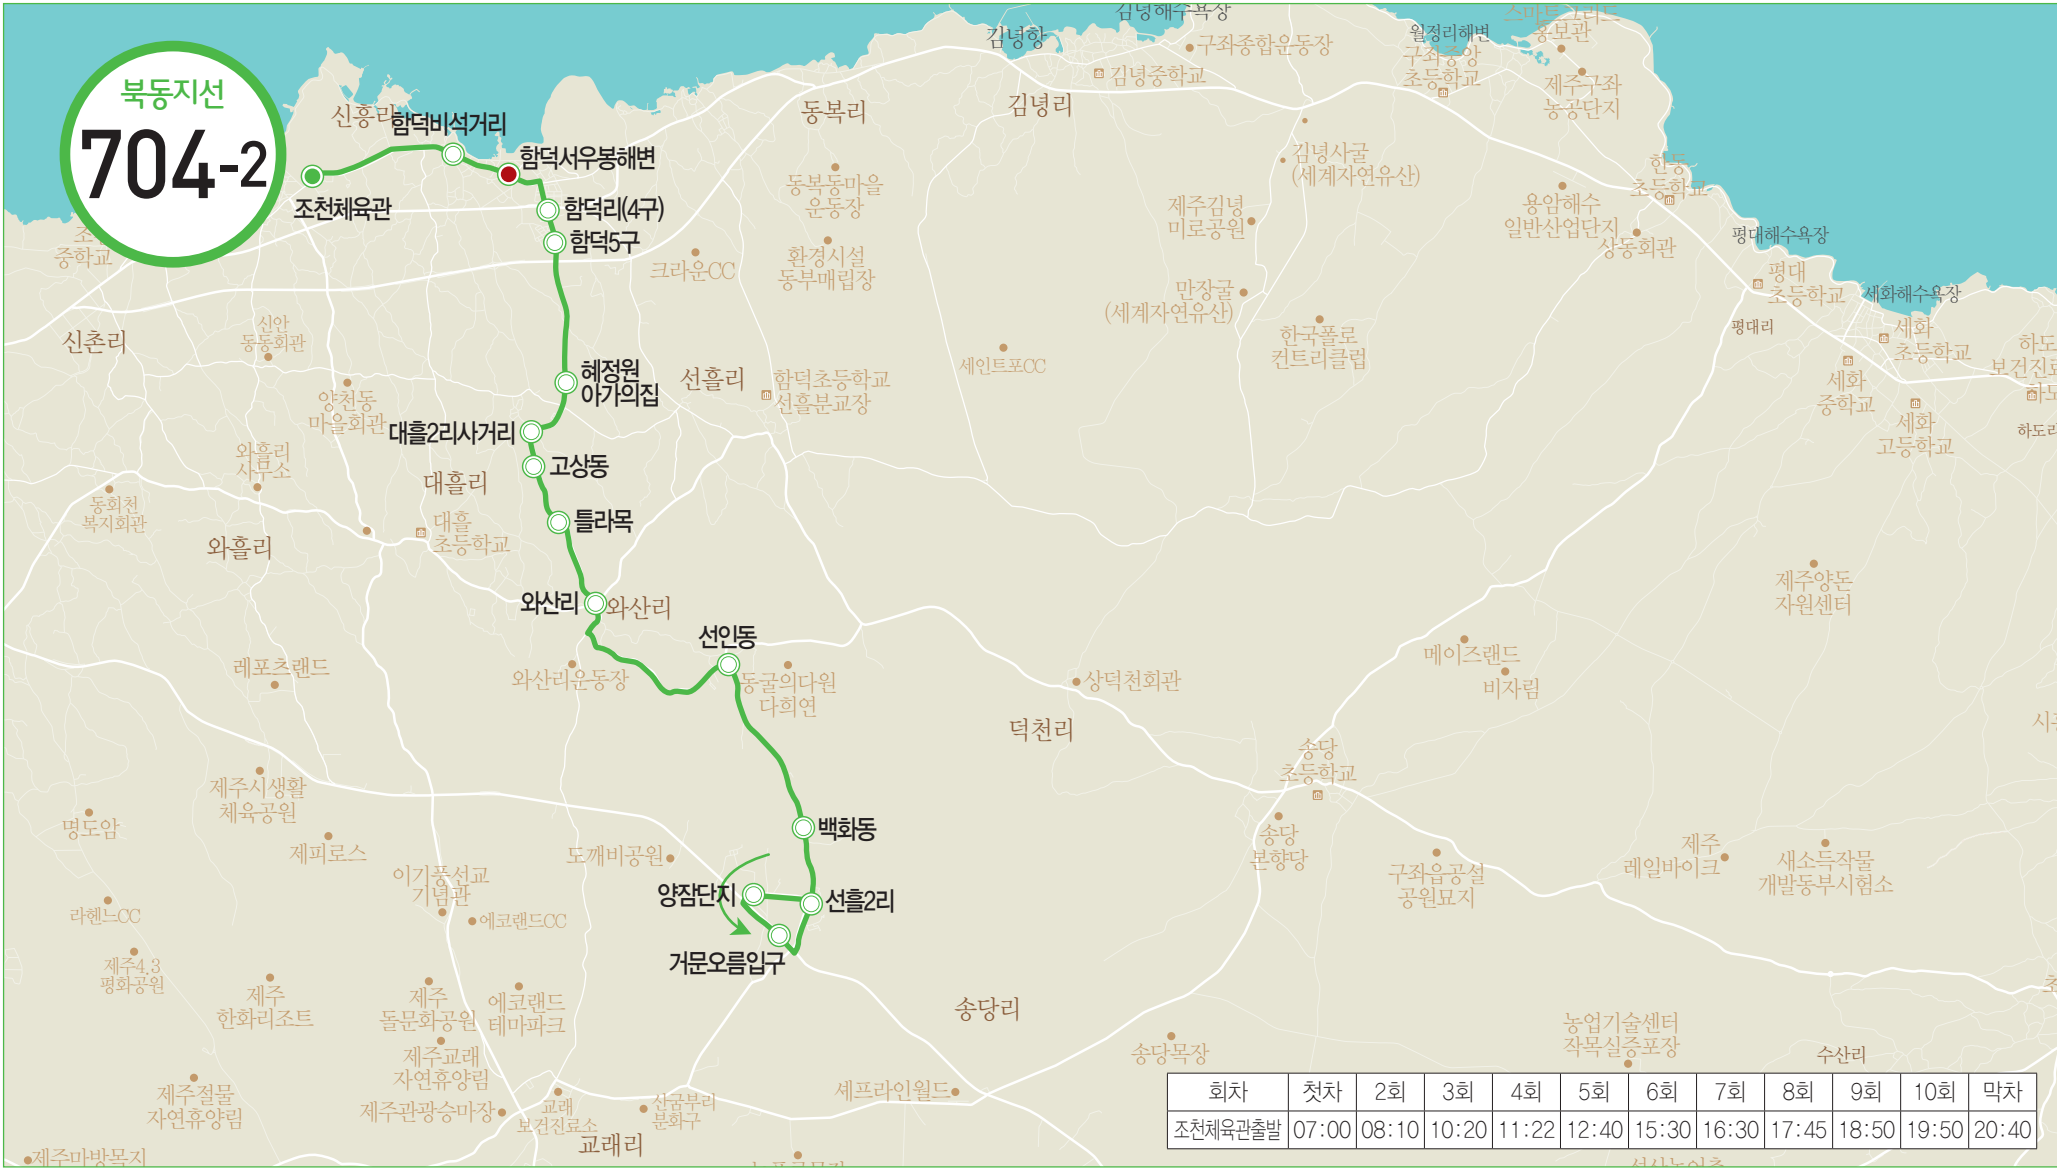 북동지선
704-2
김녕해수욕장
김녕항
구좌종합운동장
김녕중학교
월정리해변
구좌중앙
초등학교
스마트그리드
홍보관
제주구좌
농공단지
신흥리
함덕비석거리
함덕서우봉해변
조천체육관
함덕리(4구)
함덕5구
동복리
김녕리
동복동마을
운동장
환경시설
동부매립장
크라운CC
김녕사굴
(세계자연유산)
제주김녕
미로공원
만장굴
(세계자연유산)
한국폴로
컨트리클럽
한동
초등학교
용암해수
일반산업단지
상동회관
평대해수욕장
평대
초등학교
평대리
세화해수욕장
세화
초등학교
세화
중학교
세화
고등학교
하도리
중학교
신촌리
신안
동동회관
양천동
마을회관
와흘리
사무소
동회천
복지회관
와흘리
대흘리
대흘
초등학교
혜정원
아가의집
대흘2리사거리
고상동
틀라목
와산리
와산리
선흘리
함덕초등학교
선흘분교장
세인트포CC
선인동
동굴의다원
다희연
와산리운동장
레포츠랜드
상덕천회관
덕천리
메이즈랜드
비자림
제주양돈
자원센터
송당
초등학교
송당
본향당
제주시생활
체육공원
명도암
제피로스
이기풍선교
기념관
에코랜드CC
도깨비공원
백화동
양잠단지
선흘2리
거문오름입구
라헨느CC
제주4.3
평화공원
제주
한화리조트
제주
돌문화공원
에코랜드
테마파크
제주교래
자연휴양림
제주절물
자연휴양림
제주관광승마장
교래
보건진료소
산굼부리
분화구
교래리
제주마방목지
송당리
송당목장
셰프라인월드
구좌읍공설
공원묘지
제주
레일바이크
새소득작물
개발동부시험소
농업기술센터
작목실증포장
수산리
회차 첫차 2회 3회 4회 5회 6회 7회 8회 9회 10회 막차
조천체육관출발 07:00 08:10 10:20 11:22 12:40 15:30 16:30 17:45 18:50 19:50 20:40